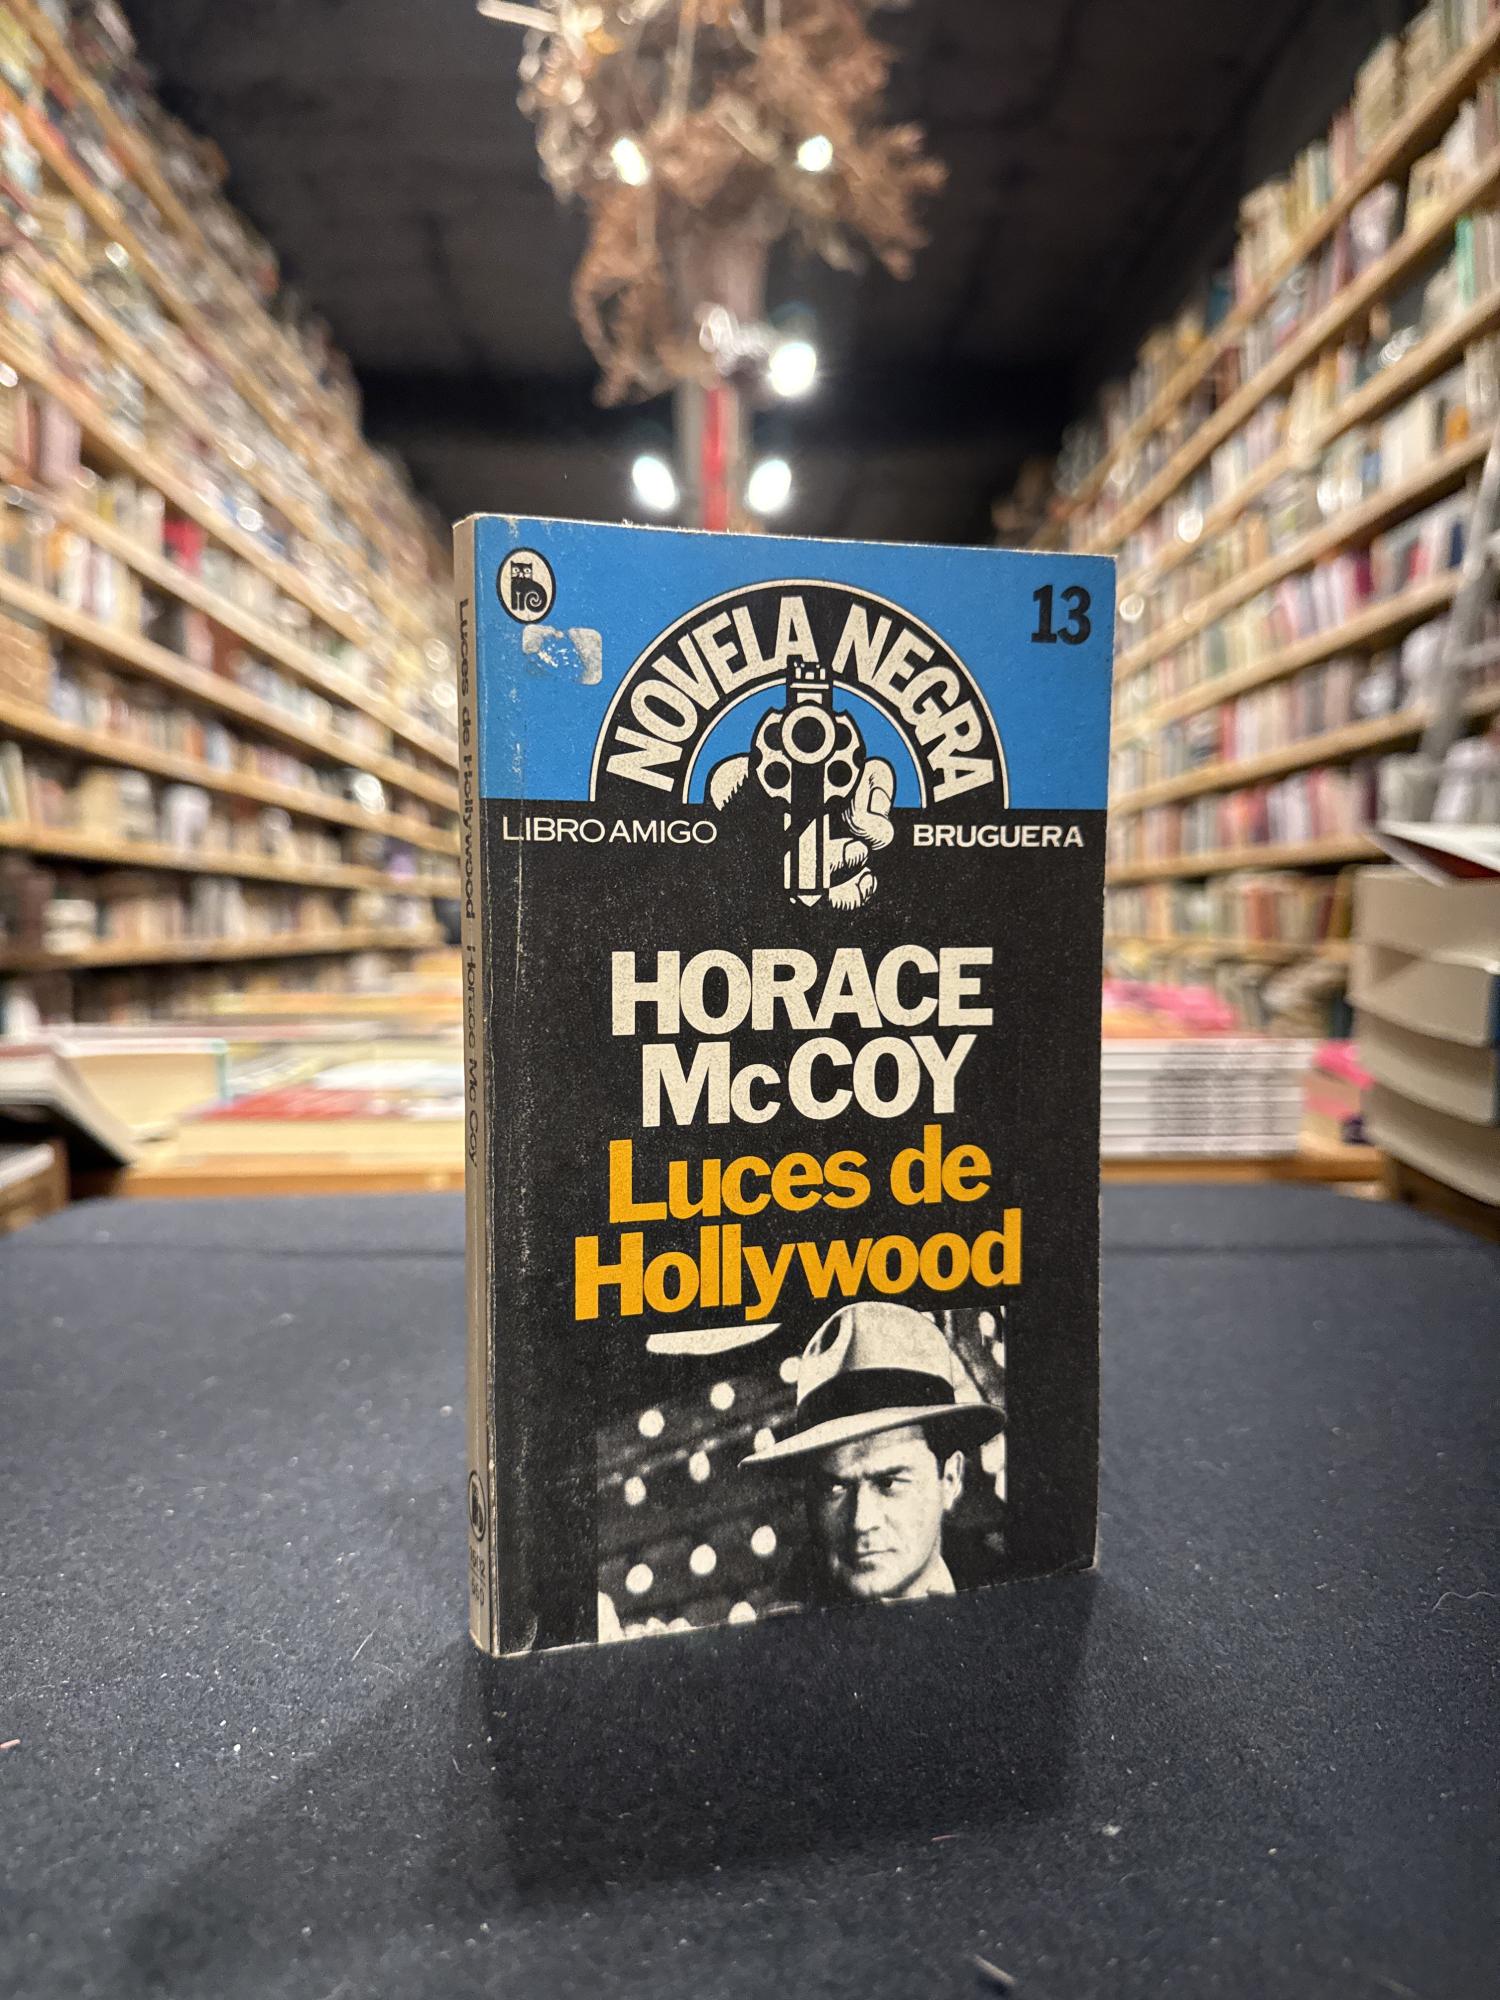 13
NOVELA NEGRA
LIBRO AMIGO
BRUGUERA
HORACE
McCOY
Luces de
Hollywood
Luces de Hollywood Horace Mc Coy